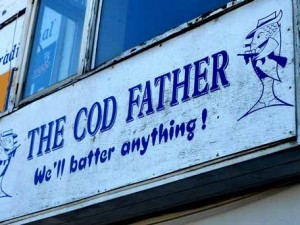 THE COD FATHER
We'll batter anything!